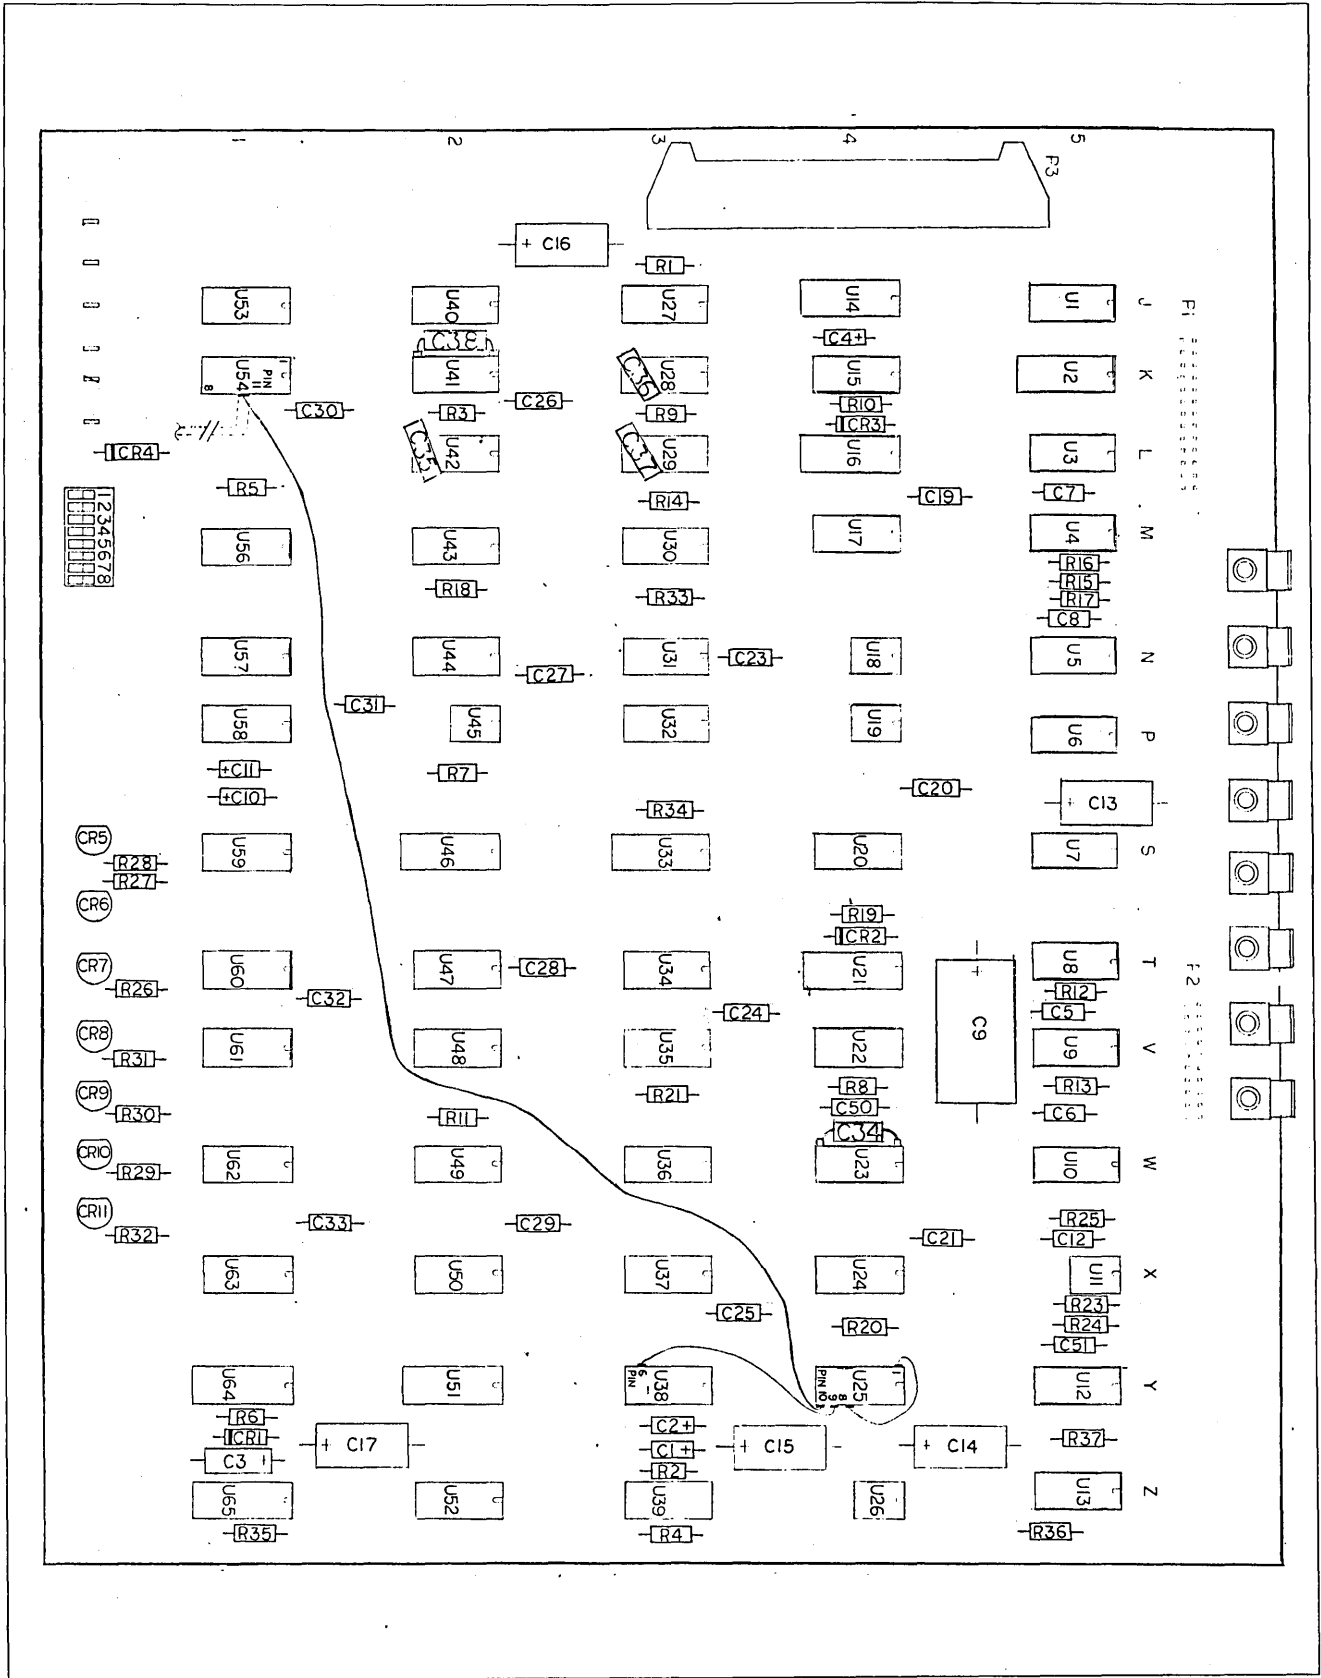 1 2 3 4 5
P3
+ C16
R1
U53 U40 U27 U14 U1 J
P1
C38 C4+
1 U54 PIN 11 8 U41 C36 U28 U15 U2 K
C30 R3 C26 R9 R10
CR3
CR4 C35 U42 C37 U29 U16 U3 L
R5 R14 C19 C7
1 2 3 4 5 6 7 8
U56 U43 U30 U17 U4 M
R16
R18 R33 R15
R17
C8
U57 U44 C27 U31 C23 U18 U5 N
C31
U58 U45 U32 U19 U6 P
+C11 R7
+C10 R34 C20 + C13
CR5 U59 U46 U33 U20 U7 S
R28
R27
CR6 R19
CR2
CR7 U60 U47 C28 U34 U21 U8 T
P2
R26 C32 C24 + C9 R12
C5
CR8 U61 U48 U35 U22 U9 V
R31
CR9 R21 R8 R13
R30 R11 C50 C6
C34
CR10 U62 U49 U36 U23 U10 W
R29
CR11 C33 C29 R25
R32 C21 C12
U63 U50 U37 U24 U11 X
C25 R23
R20 R24
C51
U64 U51 6 PIN 1 U38 PIN 10 9 8 U25 1 U12 Y
R6 C2+
CR1 + C17 C1+ + C15 + C14 R37
C3 + R2
U65 U52 U39 U26 U13 Z
R35 R4 R36